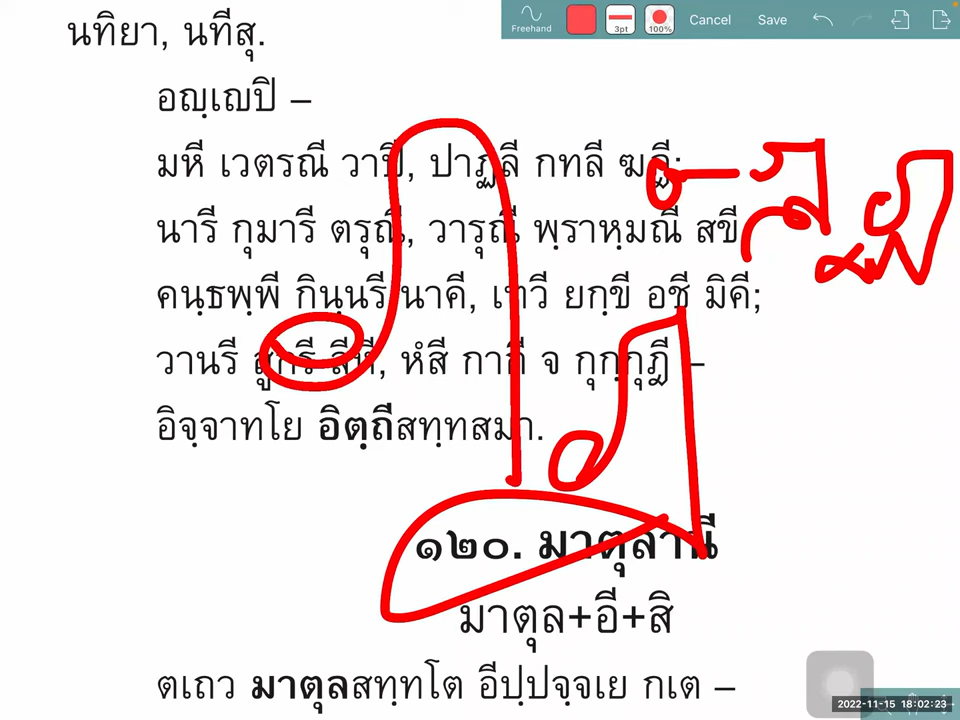 Freehand 3pt 100% Cancel Save
นทิยา, นทีสุ.
อญฺเญปิ –
มหี เวตรณี วาปี, ปาฏลี กทลี ฆฏี;
นารี กุมารี ตรุณี, วารุณี พฺราหฺมณี สขี
คนฺธพฺพี กินฺนรี นาคี, เทวี ยกฺขี อชี มิคี;
วานรี สูกรี สีหี, หํสี กากี จ กุกฺกุฏี –
อิจฺจาทโย อิตฺถีสทฺทสมา.
๑๒๐. มาตุลานี
มาตุล+อี+สิ
ตเถว มาตุลสทฺทโต อีปฺปจฺจเย กเต –
2022-11-15 18:02:23